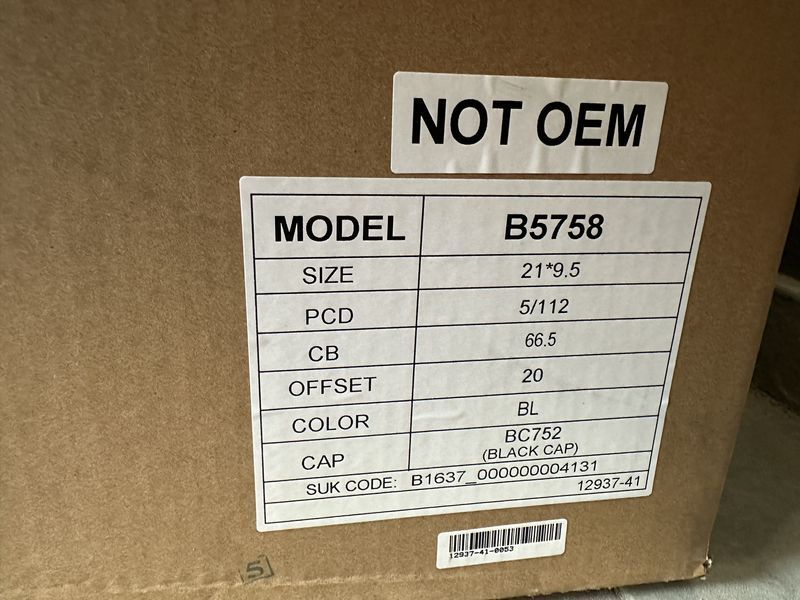 NOT OEM
MODEL B5758
SIZE 21*9.5
PCD 5/112
CB 66.5
OFFSET 20
COLOR BL
CAP BC752
(BLACK CAP)
SUK CODE: B1637_000000004131
12937-41
12937-41-0053
5